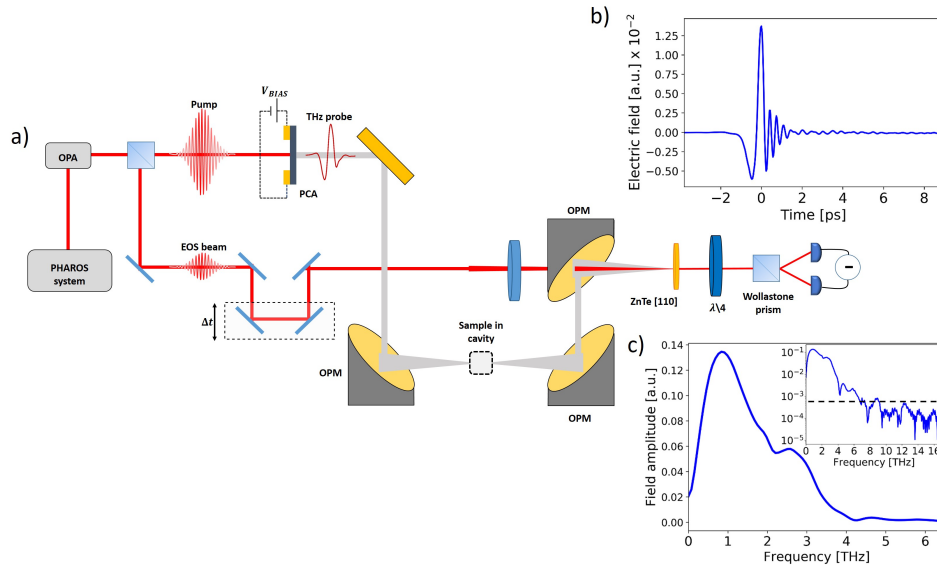 a)
OPA
PHAROS
system
Pump
V_BIAS
THz probe
PCA
EOS beam
Δt
OPM
Sample in
cavity
OPM
OPM
ZnTe [110]
λ\4
Wollastone
prism
b)
Electric field [a.u.] x 10⁻²
1.25
1.00
0.75
0.50
0.25
0.00
−0.25
−0.50
−2 0 2 4 6 8
Time [ps]
c)
Field amplitude [a.u.]
0.14
0.12
0.10
0.08
0.06
0.04
0.02
0.00
0 1 2 3 4 5 6
Frequency [THz]
10⁻¹
10⁻²
10⁻³
10⁻⁴
10⁻⁵
0 2 4 6 8 10 12 14 16
Frequency [THz]